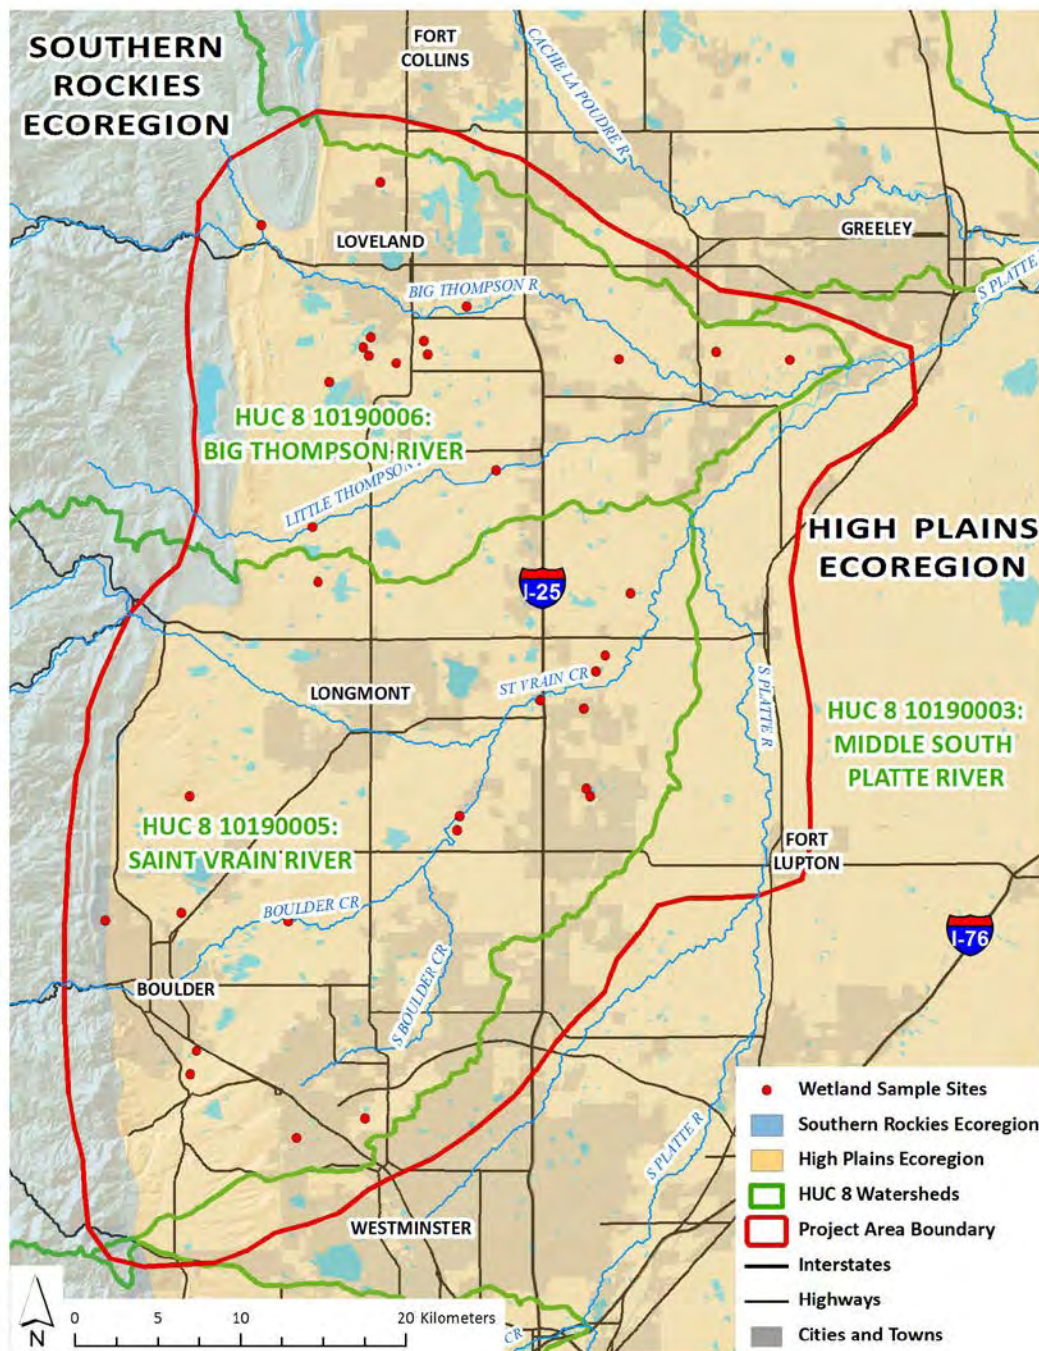 SOUTHERN
ROCKIES
ECOREGION
FORT
COLLINS
CACHE LA POUDRE R
GREELEY
LOVELAND
BIG THOMPSON R
S PLATTE
HUC 8 10190006:
BIG THOMPSON RIVER
LITTLE THOMPSON
HIGH PLAINS
ECOREGION
I-25
ST VRAIN CR
LONGMONT
S PLATTE R
HUC 8 10190003:
MIDDLE SOUTH
PLATTE RIVER
HUC 8 10190005:
SAINT VRAIN RIVER
FORT
LUPTON
BOULDER CR
I-76
S BOULDER CR
BOULDER
S PLATTE R
WESTMINSTER
CR
Wetland Sample Sites
Southern Rockies Ecoregion
High Plains Ecoregion
HUC 8 Watersheds
Project Area Boundary
Interstates
Highways
Cities and Towns
N
0 5 10 20 Kilometers